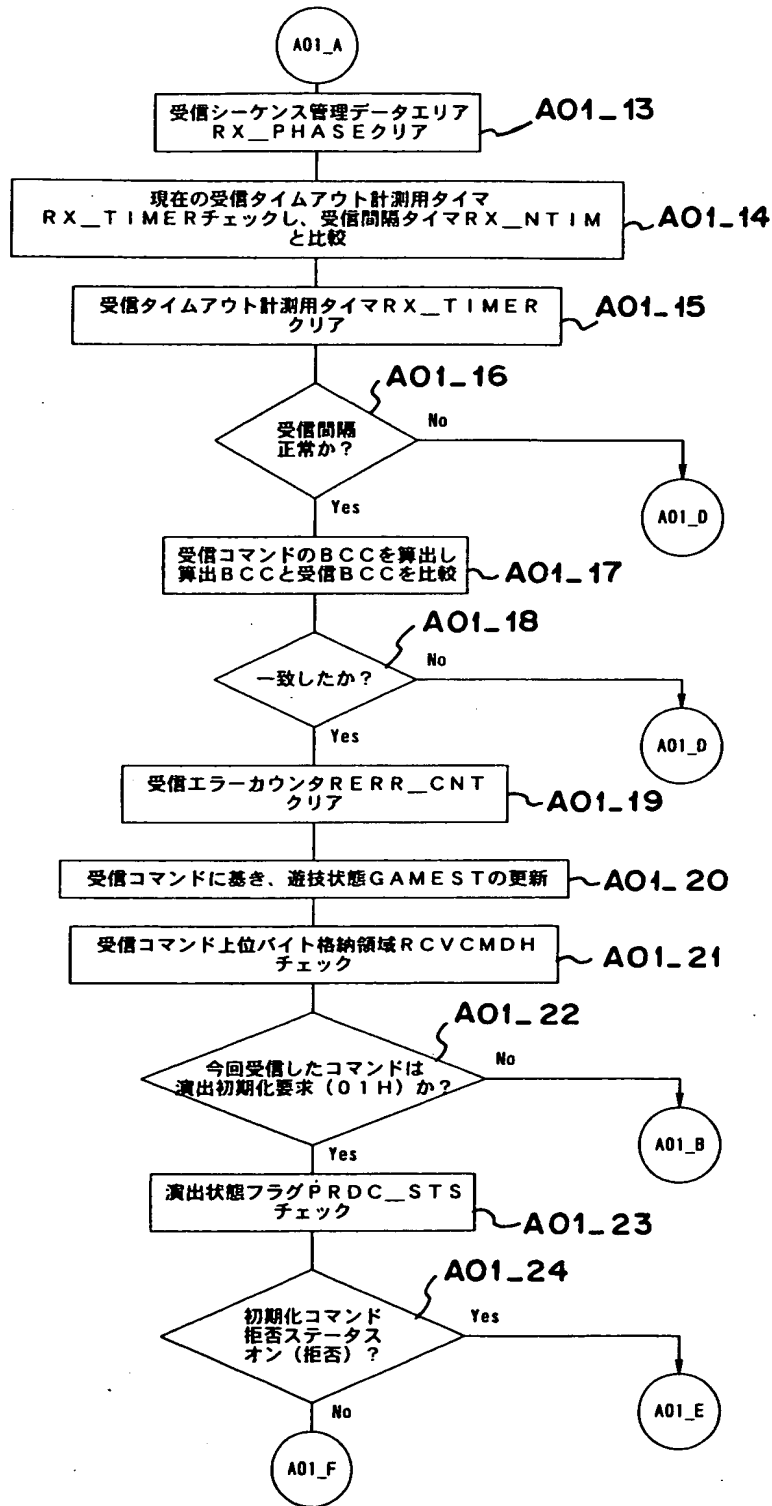 A01_A
受信シーケンス管理データエリア
RX__PHASEクリア
A01_13
現在の受信タイムアウト計測用タイマ
RX__TIMERチェックし、受信間隔タイマRX__NTIM
と比較
A01_14
受信タイムアウト計測用タイマRX__TIMER
クリア
A01_15
A01_16
受信間隔
正常か?
No
A01_D
Yes
受信コマンドのBCCを算出し
算出BCCと受信BCCを比較
A01_17
A01_18
一致したか?
No
A01_D
Yes
受信エラーカウンタRERR__CNT
クリア
A01_19
受信コマンドに基き、遊技状態GAMESTの更新
A01_20
受信コマンド上位バイト格納領域RCVCMDH
チェック
A01_21
A01_22
今回受信したコマンドは
演出初期化要求(01H)か?
No
A01_B
Yes
演出状態フラグPRDC__STS
チェック
A01_23
A01_24
初期化コマンド
拒否ステータス
オン(拒否)?
Yes
A01_E
No
A01_F